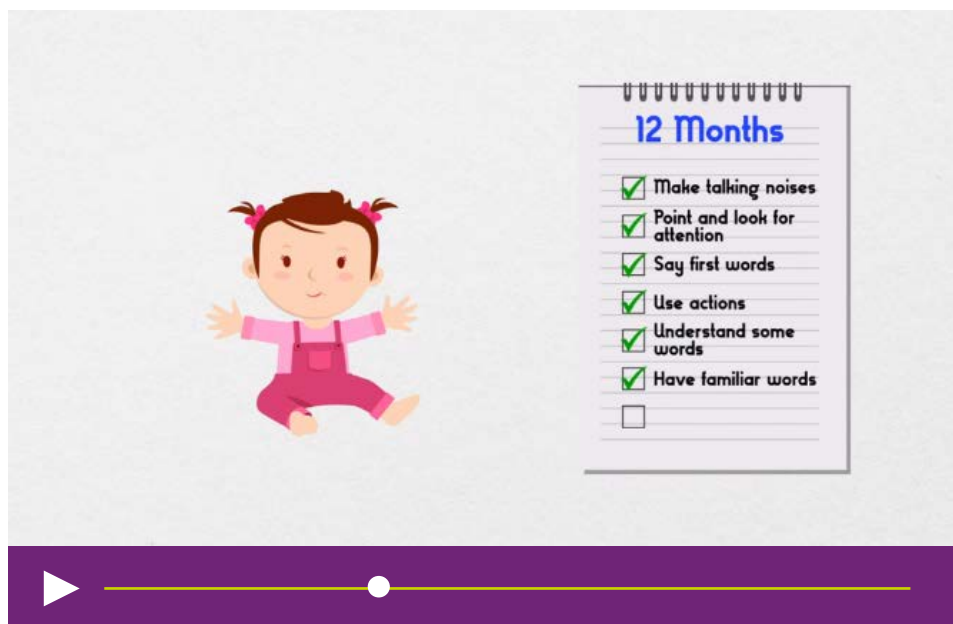 12 Months
Make talking noises
Point and look for
attention
Say first words
Use actions
Understand some
words
Have familiar words